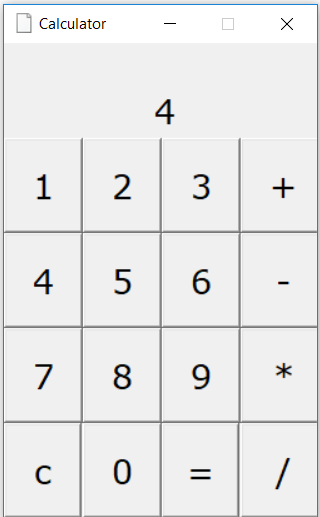 Calculator
4
1 2 3 +
4 5 6 -
7 8 9 *
c 0 = /